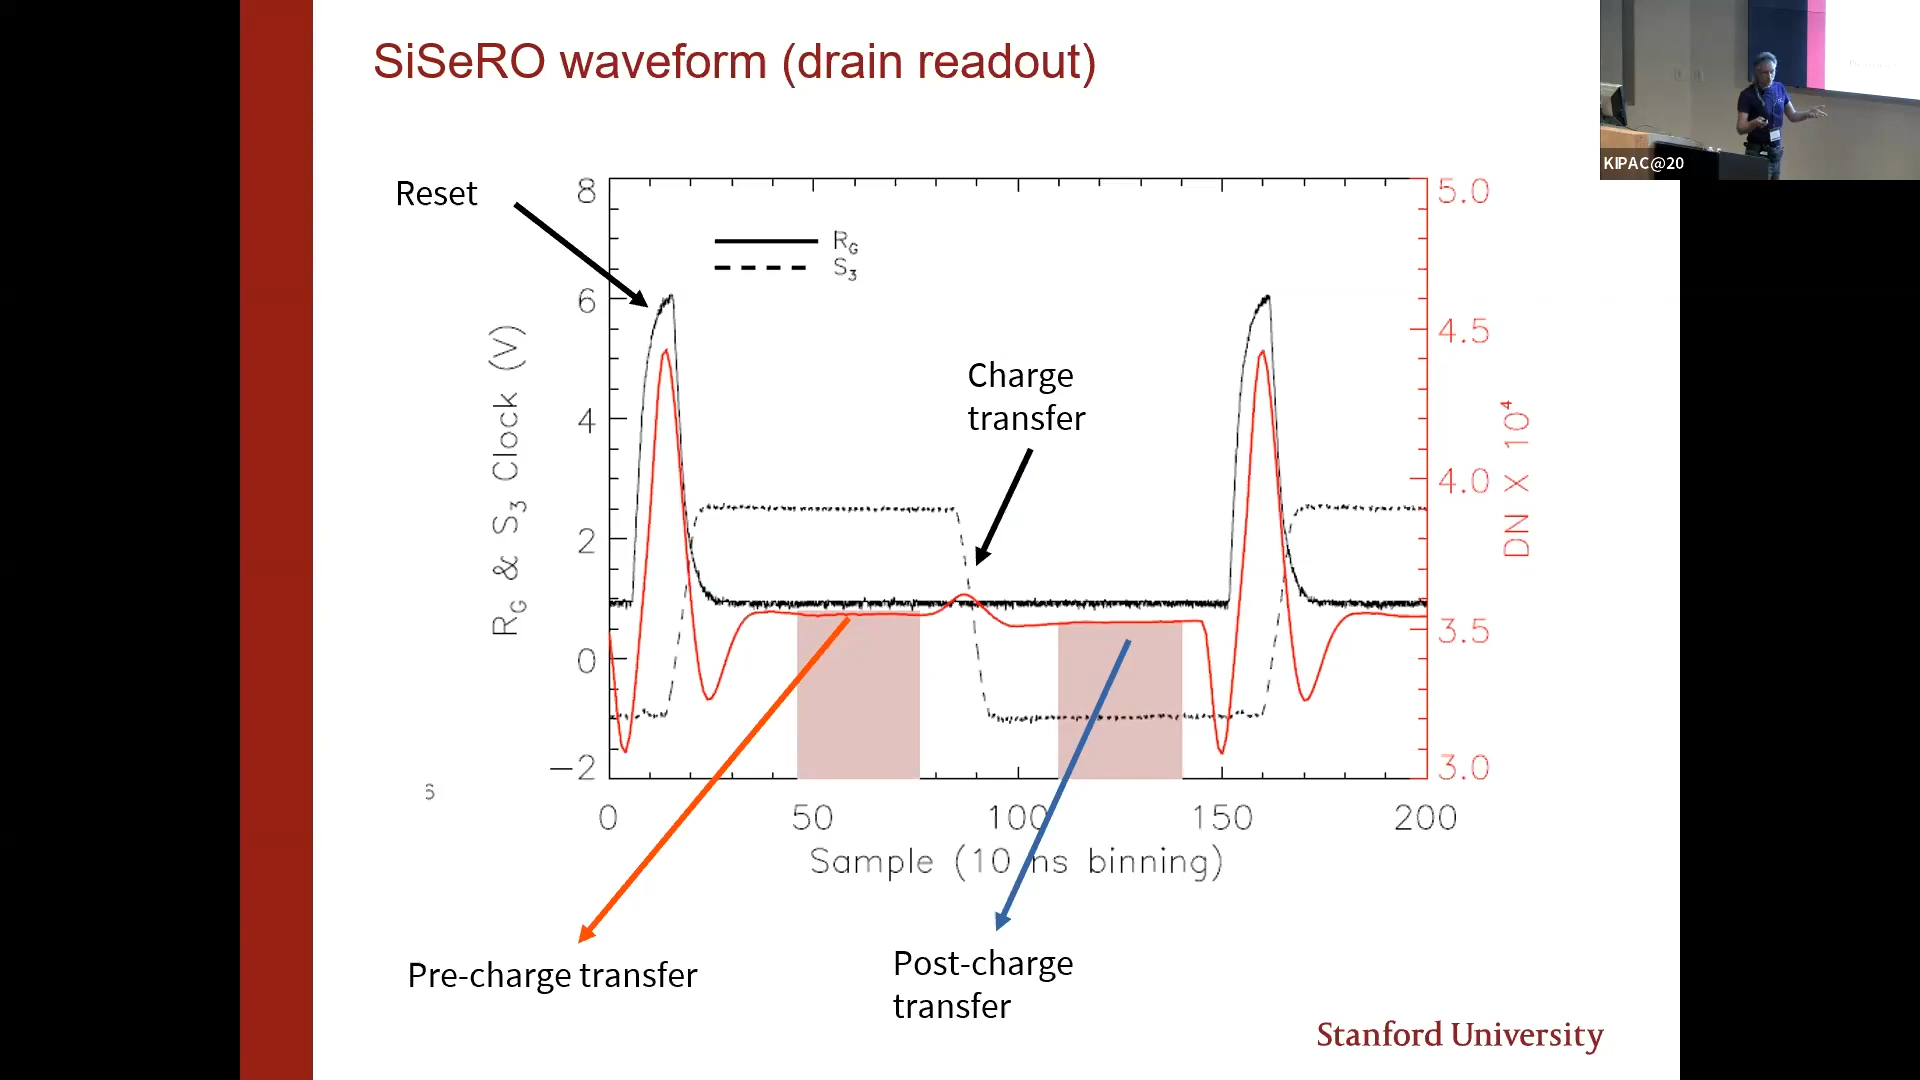 SiSeRO waveform (drain readout)
KIPAC@20
Reset
8
6
4
2
0
−2
R_G & S_3 Clock (V)
R_G
S_3
Charge
transfer
5.0
4.5
4.0
3.5
3.0
DN X 10⁴
6
0
50
100
150
200
Sample (10 ns binning)
Pre-charge transfer
Post-charge
transfer
Stanford University